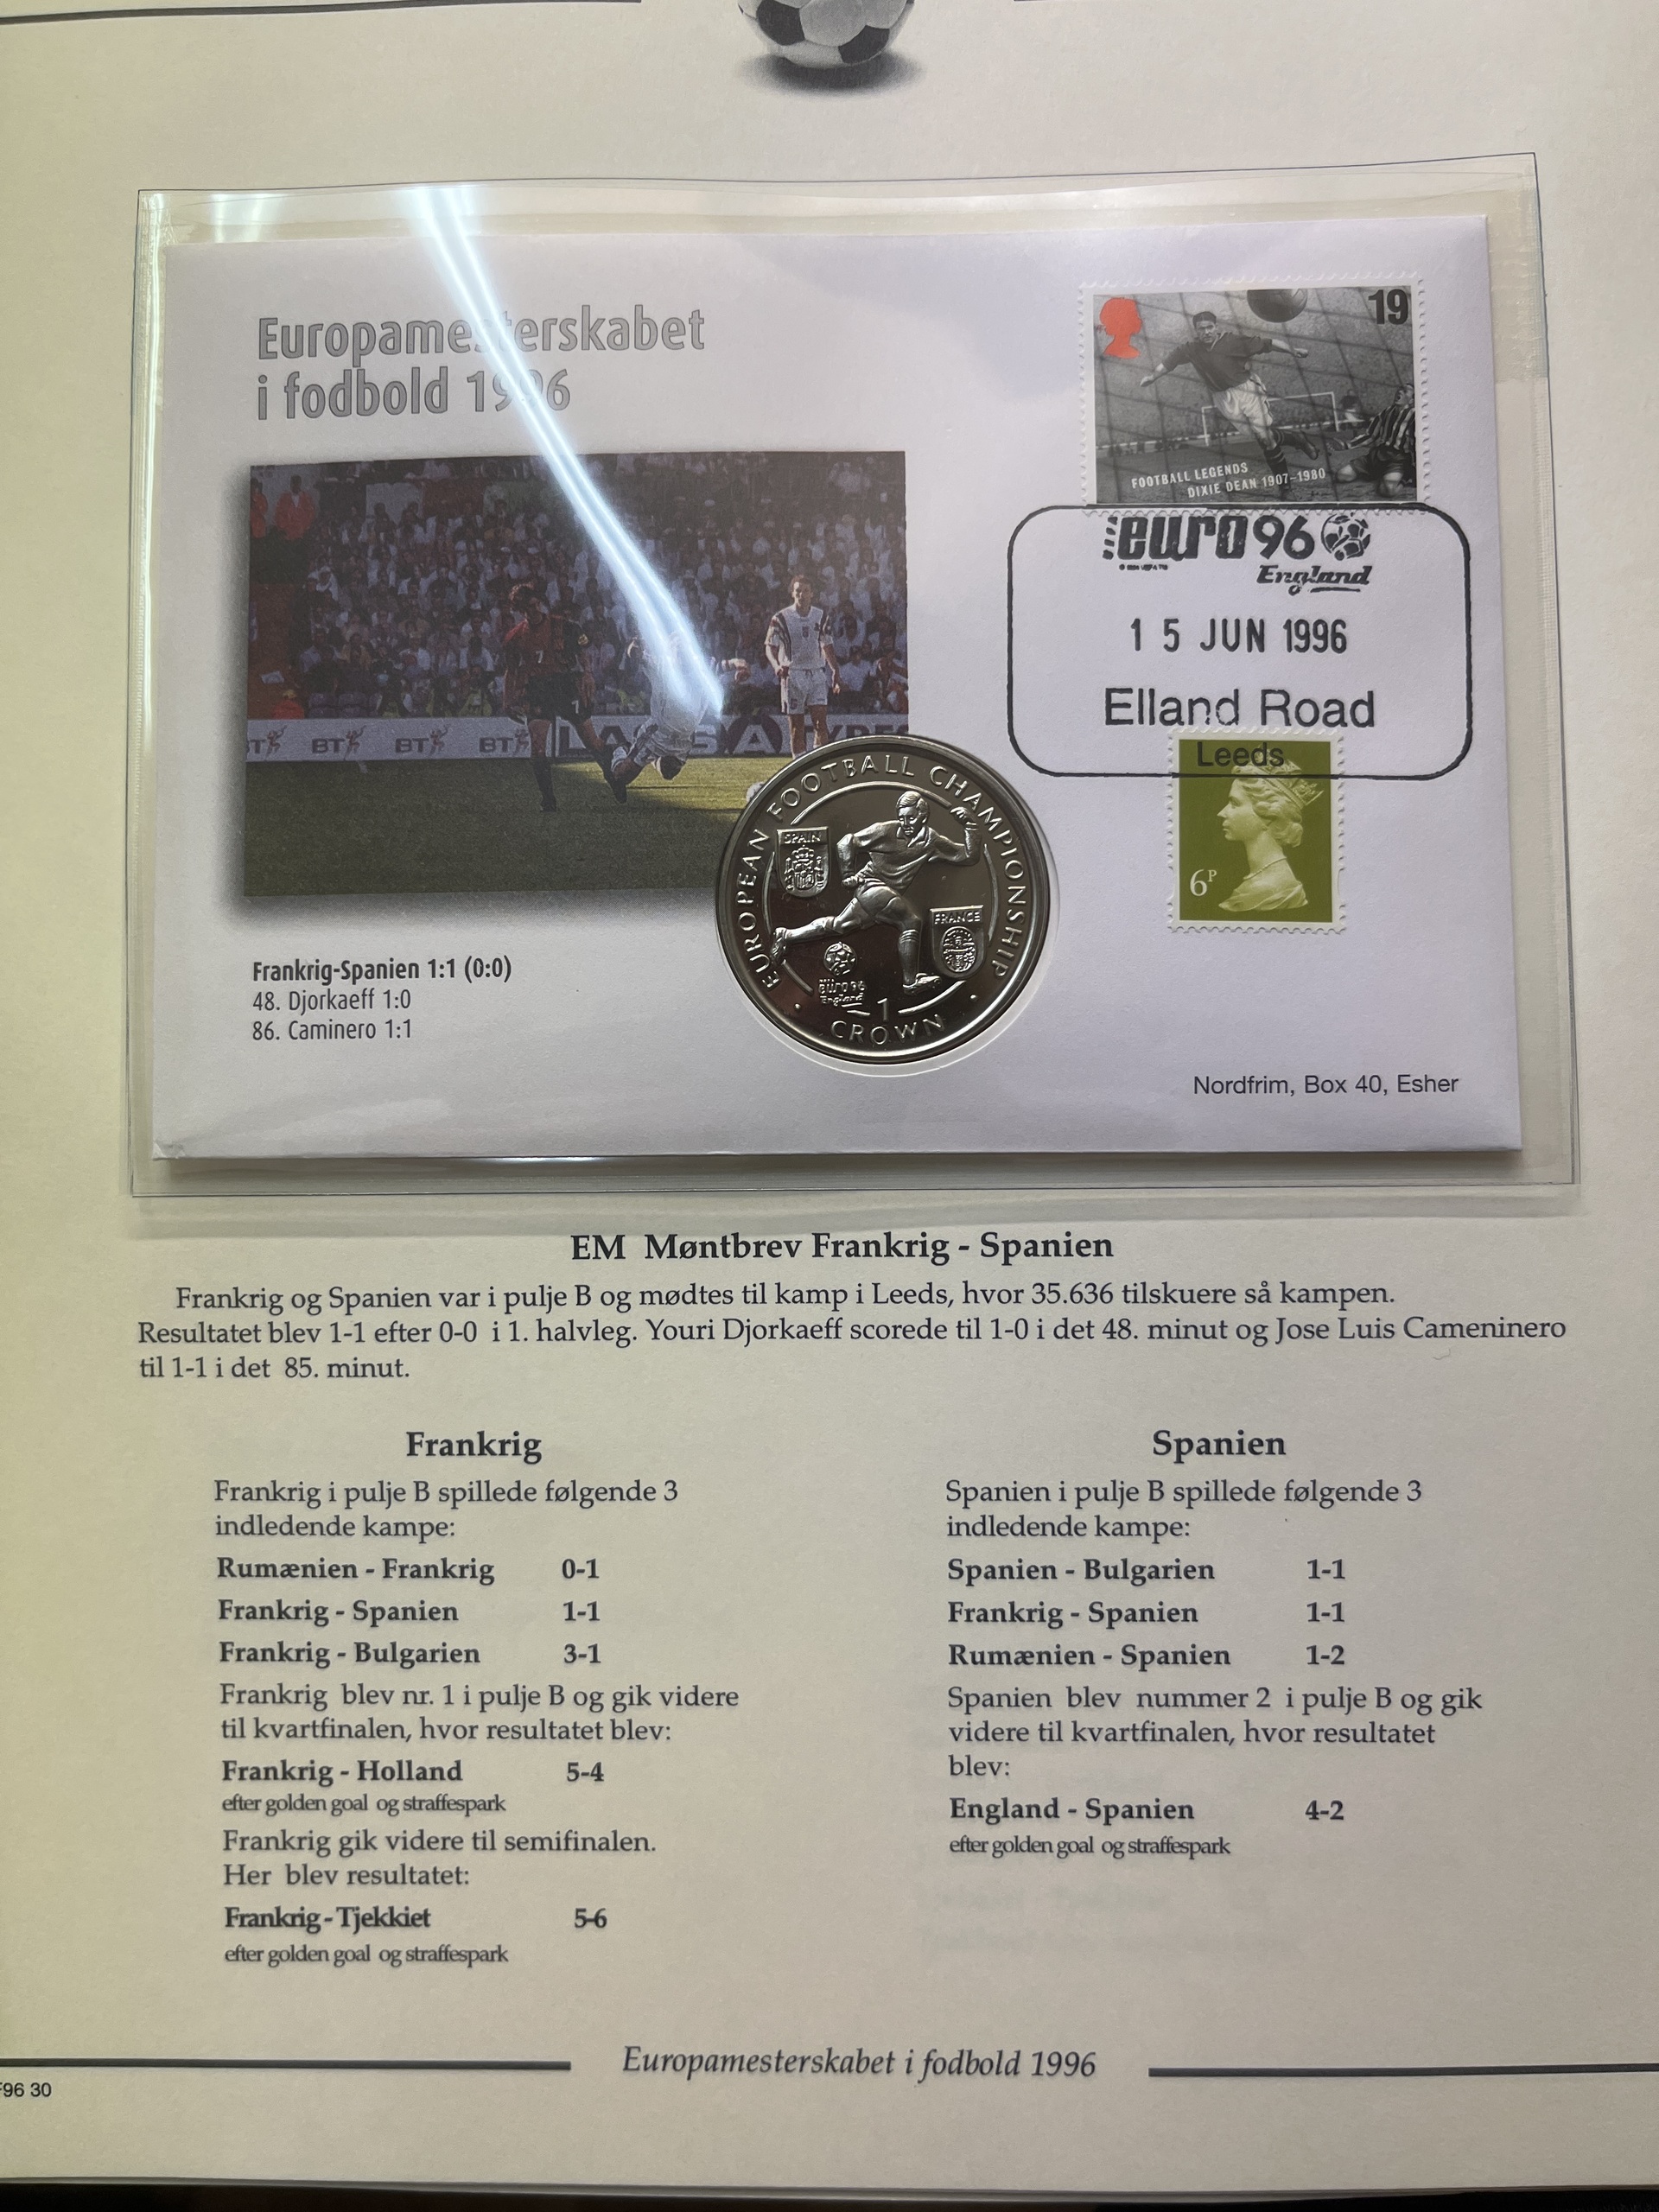 Europamesterskabet
i fodbold 1996
19
FOOTBALL LEGENDS
DIXIE DEAN 1907-1980
euro96
England
15 JUN 1996
Elland Road
Leeds
6P
BT BT BT
EUROPEAN FOOTBALL CHAMPIONSHIP
SPAIN
FRANCE
euro96
England
1
CROWN
Frankrig-Spanien 1:1 (0:0)
48. Djorkaeff 1:0
86. Caminero 1:1
Nordfrim, Box 40, Esher
EM Møntbrev Frankrig - Spanien
Frankrig og Spanien var i pulje B og mødtes til kamp i Leeds, hvor 35.636 tilskuere så kampen.
Resultatet blev 1-1 efter 0-0 i 1. halvleg. Youri Djorkaeff scorede til 1-0 i det 48. minut og Jose Luis Cameninero
til 1-1 i det 85. minut.
Frankrig
Frankrig i pulje B spillede følgende 3
indledende kampe:
Rumænien - Frankrig 0-1
Frankrig - Spanien 1-1
Frankrig - Bulgarien 3-1
Frankrig blev nr. 1 i pulje B og gik videre
til kvartfinalen, hvor resultatet blev:
Frankrig - Holland 5-4
efter golden goal og straffespark
Frankrig gik videre til semifinalen.
Her blev resultatet:
Frankrig - Tjekkiet 5-6
efter golden goal og straffespark
Spanien
Spanien i pulje B spillede følgende 3
indledende kampe:
Spanien - Bulgarien 1-1
Frankrig - Spanien 1-1
Rumænien - Spanien 1-2
Spanien blev nummer 2 i pulje B og gik
videre til kvartfinalen, hvor resultatet
blev:
England - Spanien 4-2
efter golden goal og straffespark
Europamesterskabet i fodbold 1996
96 30